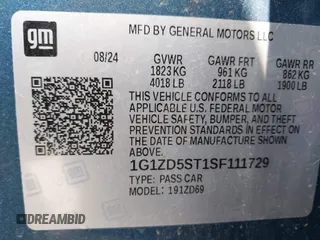 gm
MFD BY GENERAL MOTORS LLC
08/24 GVWR GAWR FRT GAWR RR
1823 KG 961 KG 862 KG
4018 LB 2118 LB 1900 LB
THIS VEHICLE CONFORMS TO ALL
APPLICABLE U.S. FEDERAL MOTOR
VEHICLE SAFETY, BUMPER, AND THEFT
PREVENTION STANDARDS IN EFFECT ON
THE DATE OF MANUFACTURE
SHOWN ABOVE.
1G1ZD5ST1SF111729
TYPE: PASS CAR
MODEL: 191ZD69
DREAMBID